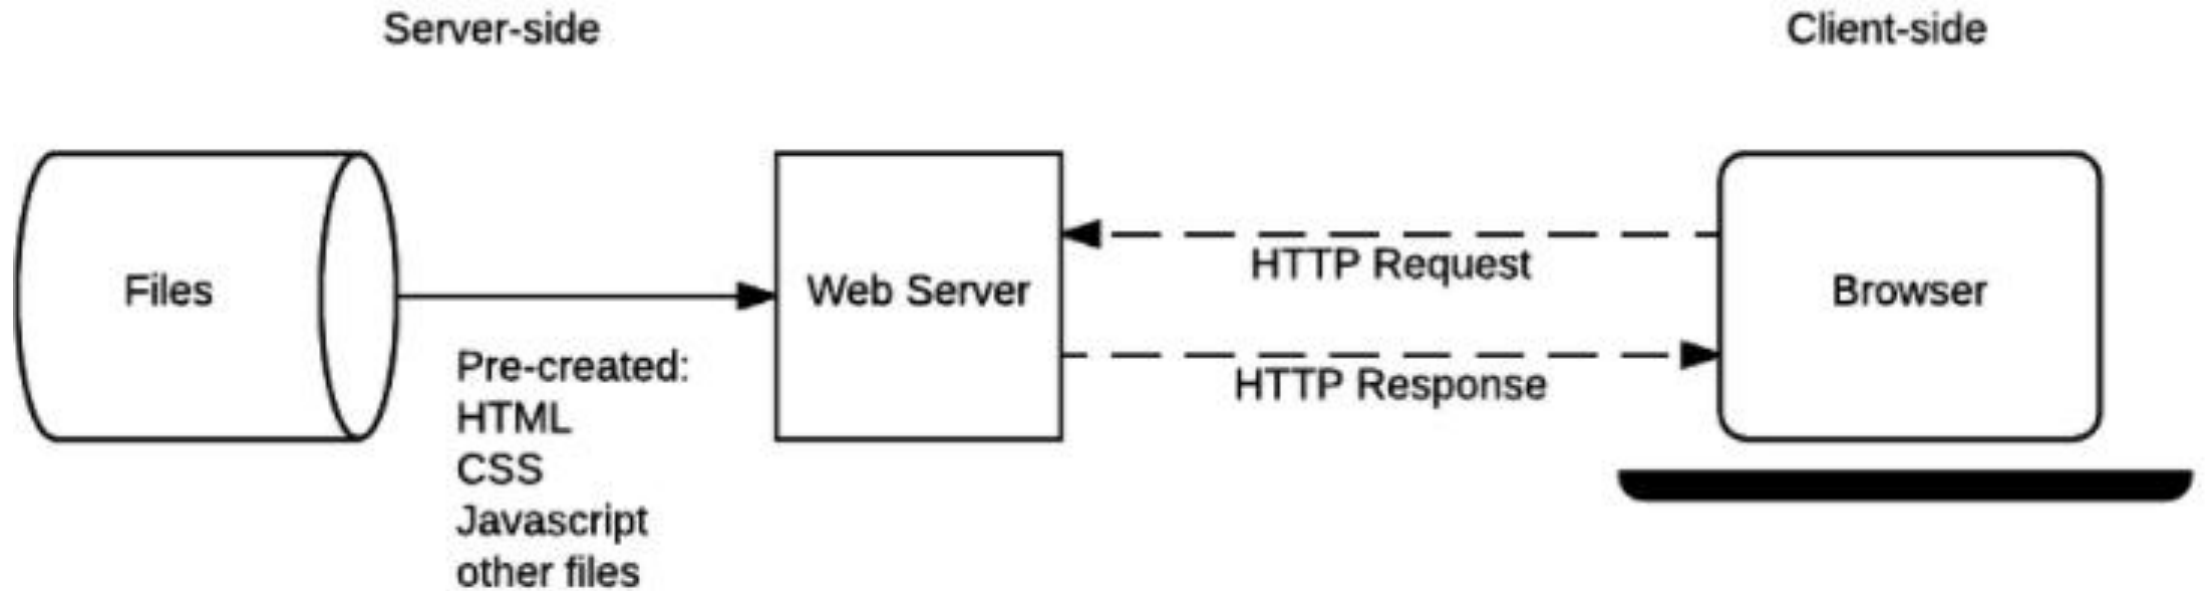 Server-side
Client-side
Files
Web Server
HTTP Request
Browser
HTTP Response
Pre-created:
HTML
CSS
Javascript
other files